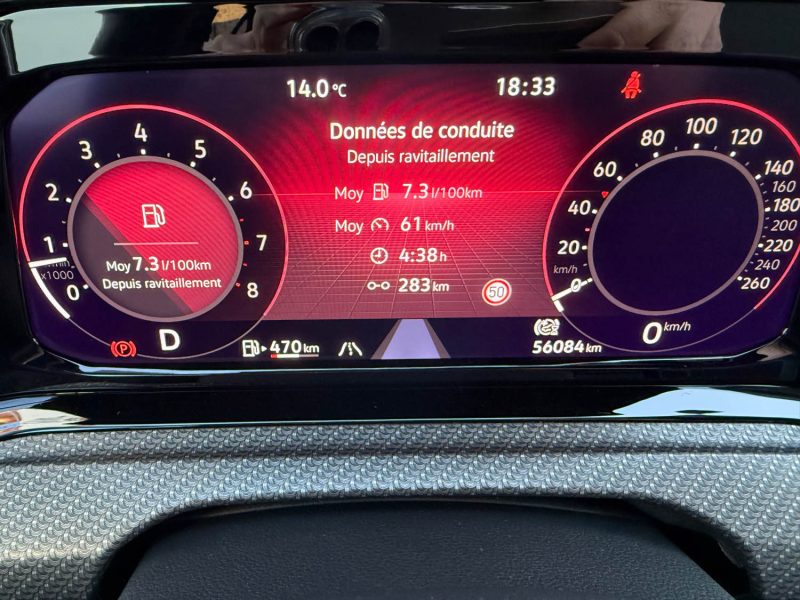 14.0 °C
18:33
Données de conduite
Depuis ravitaillement
Moy 7.3 l/100km
Moy 61 km/h
4:38 h
283 km
50
0
1
2
3
4
5
6
7
8
x1000
Moy 7.3 l/100km
Depuis ravitaillement
0
20
40
60
80
100
120
140
160
180
200
220
240
260
km/h
P
D
470 km
0 km/h
56084 km